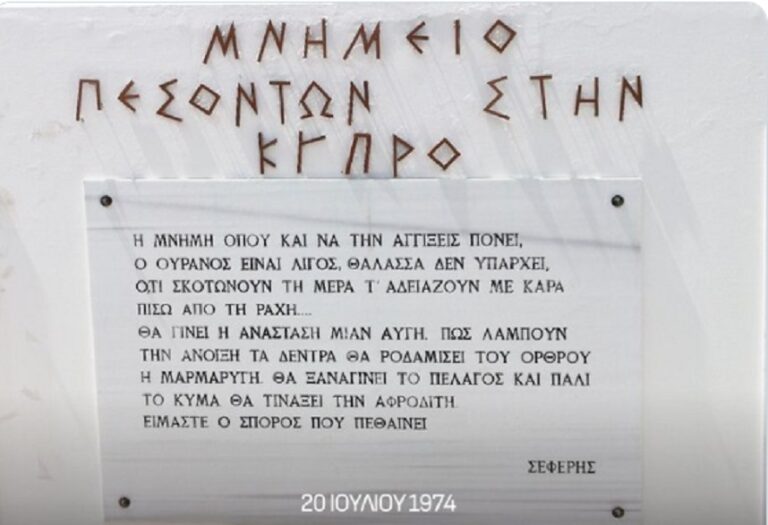 ΜΝΗΜΕΙΟ
ΠΕΣΟΝΤΩΝ ΣΤΗΝ
ΚΥΠΡΟ
Η ΜΝΗΜΗ ΟΠΟΥ ΚΑΙ ΝΑ ΤΗΝ ΑΓΓΙΞΕΙΣ ΠΟΝΕΙ,
Ο ΟΥΡΑΝΟΣ ΕΙΝΑΙ ΛΙΓΟΣ, ΘΑΛΑΣΣΑ ΔΕΝ ΥΠΑΡΧΕΙ,
Ο,ΤΙ ΣΚΟΤΩΝΟΥΝ ΤΗ ΜΕΡΑ Τ' ΑΔΕΙΑΖΟΥΝ ΜΕ ΚΑΡΑ
ΠΙΣΩ ΑΠΟ ΤΗ ΡΑΧΗ....
ΘΑ ΓΙΝΕΙ Η ΑΝΑΣΤΑΣΗ ΜΙΑΝ ΑΥΓΗ. ΠΩΣ ΛΑΜΠΟΥΝ
ΤΗΝ ΑΝΟΙΞΗ ΤΑ ΔΕΝΤΡΑ ΘΑ ΡΟΔΑΜΙΣΕΙ ΤΟΥ ΟΡΘΡΟΥ
Η ΜΑΡΜΑΡΥΓΗ. ΘΑ ΞΑΝΑΓΙΝΕΙ ΤΟ ΠΕΛΑΓΟΣ ΚΑΙ ΠΑΛΙ
ΤΟ ΚΥΜΑ ΘΑ ΤΙΝΑΞΕΙ ΤΗΝ ΑΦΡΟΔΙΤΗ.
ΕΙΜΑΣΤΕ Ο ΣΠΟΡΟΣ ΠΟΥ ΠΕΘΑΙΝΕΙ
ΣΕΦΕΡΗΣ
20 ΙΟΥΛΙΟΥ 1974